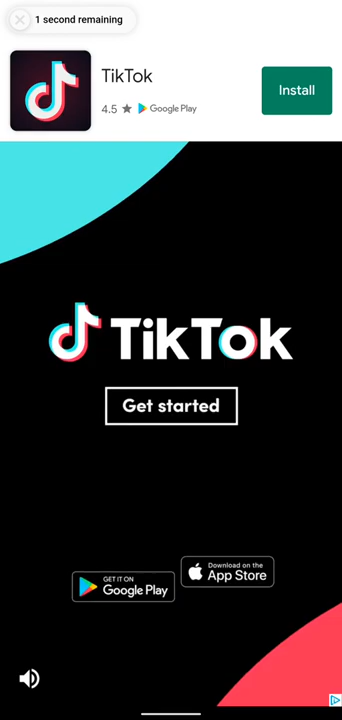 1 second remaining
TikTok
4.5 ★ Google Play
Install
TikTok
Get started
GET IT ON
Google Play
Download on the
App Store